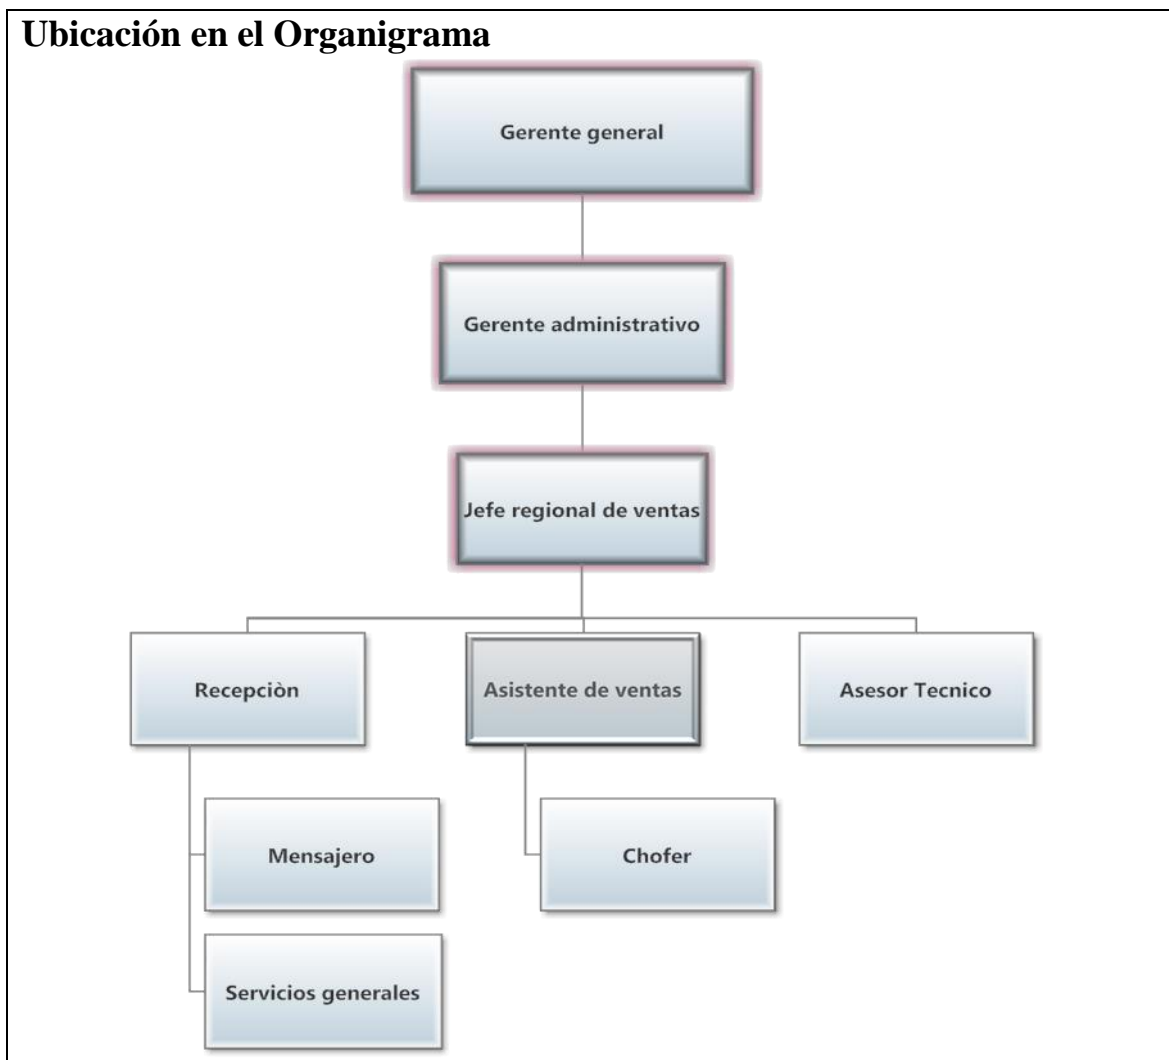 Ubicación en el Organigrama
Gerente general
Gerente administrativo
Jefe regional de ventas
Recepciòn
Asistente de ventas
Asesor Tecnico
Mensajero
Chofer
Servicios generales